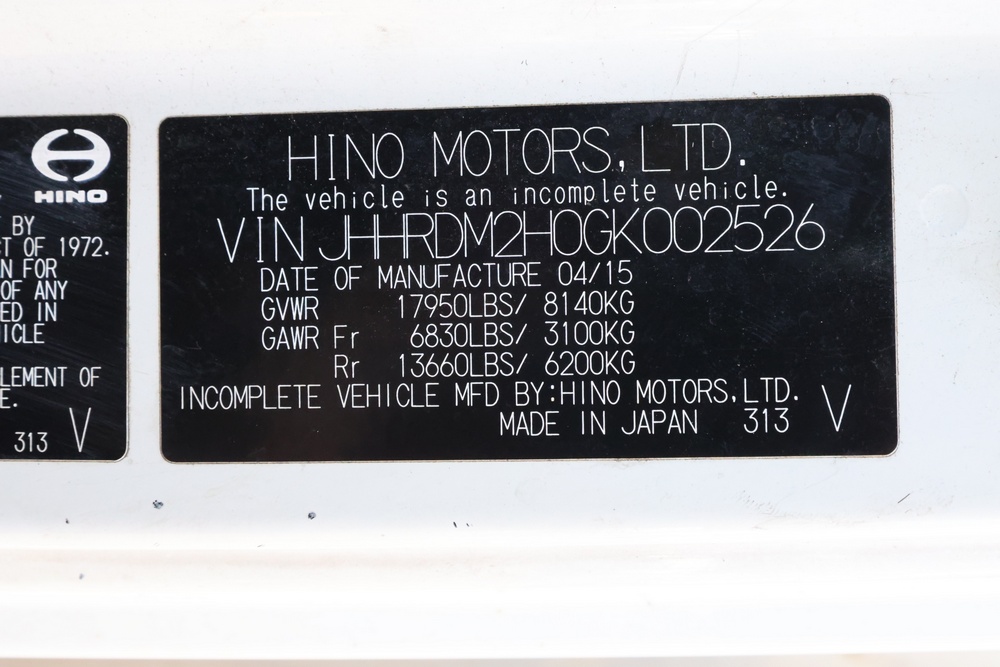 HINO
BY
CT OF 1972.
N FOR
OF ANY
ED IN
ICLE
LEMENT OF
E.
313 V
HINO MOTORS,LTD.
The vehicle is an incomplete vehicle.
VIN JHHRDM2H0GK002526
DATE OF MANUFACTURE 04/15
GVWR 17950LBS/ 8140KG
GAWR Fr 6830LBS/ 3100KG
Rr 13660LBS/ 6200KG
INCOMPLETE VEHICLE MFD BY:HINO MOTORS,LTD.
MADE IN JAPAN 313 V